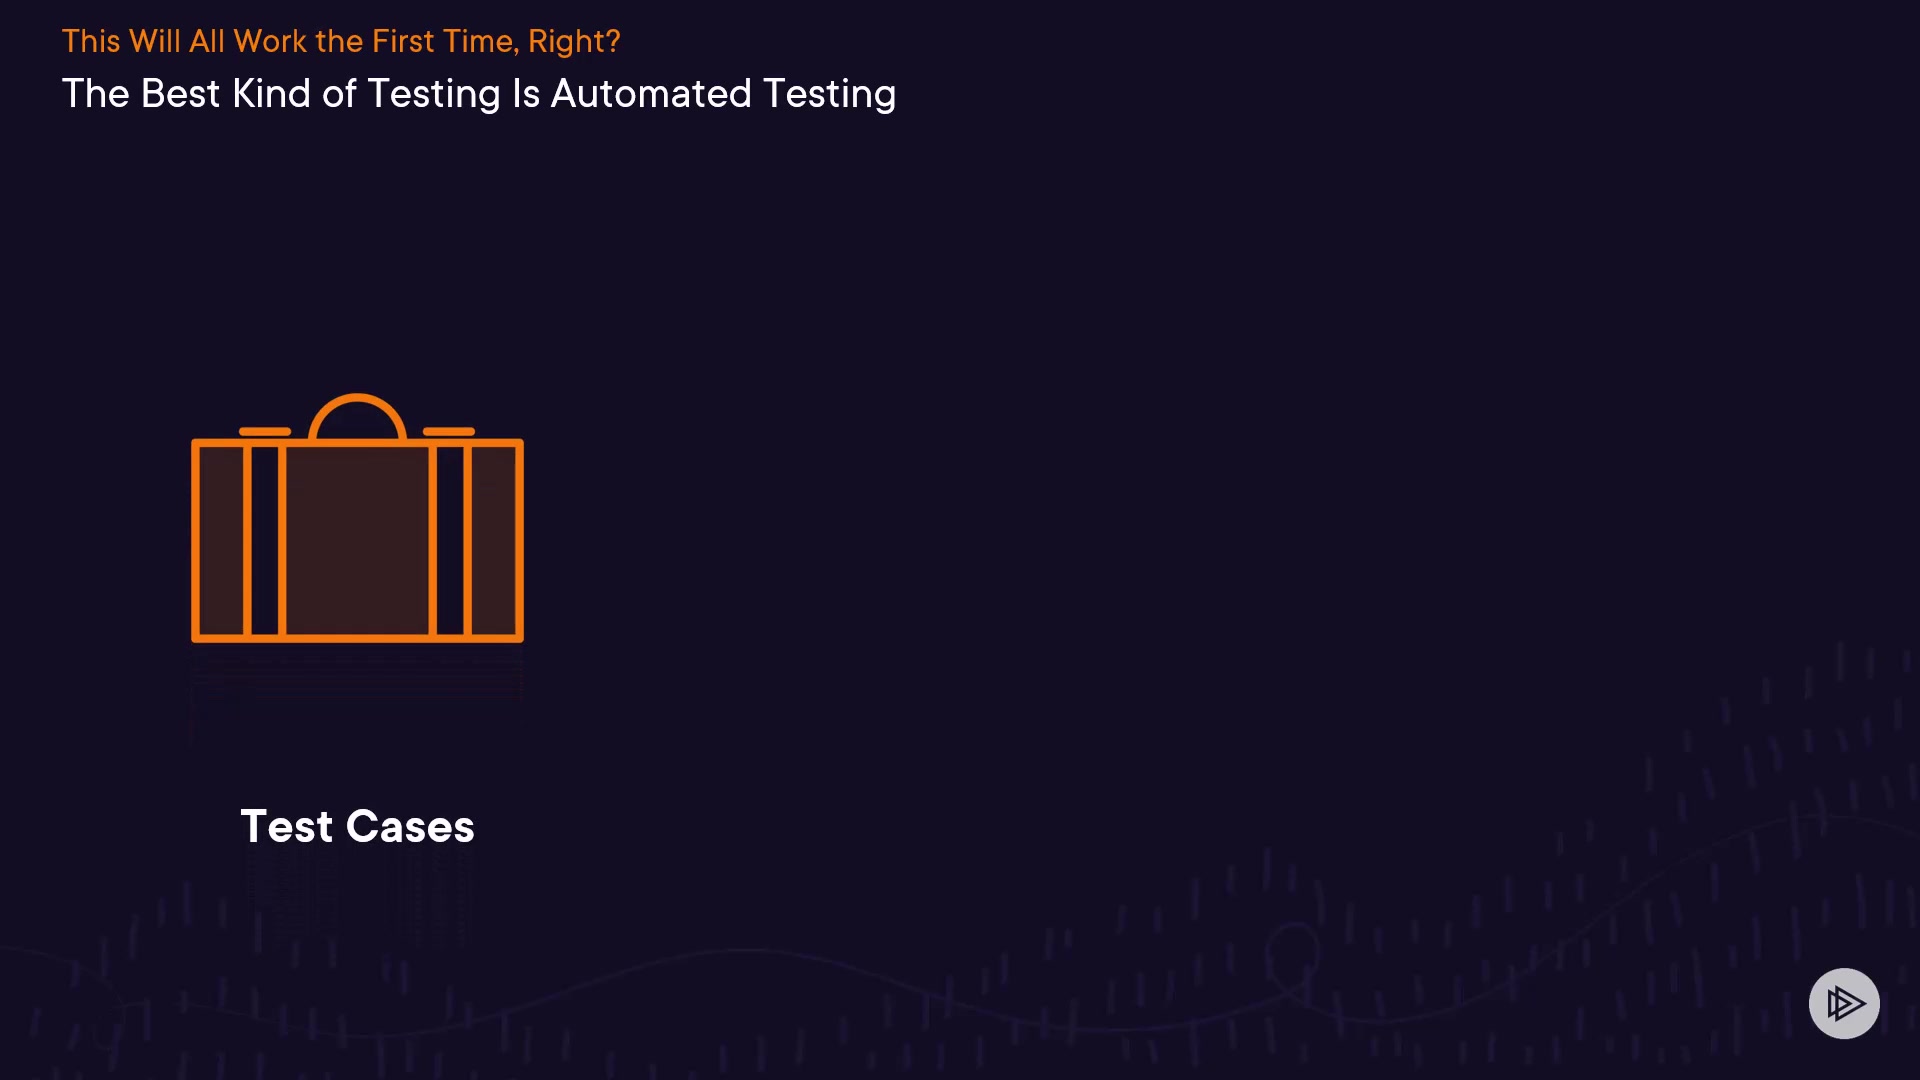 This Will All Work the First Time, Right?
The Best Kind of Testing Is Automated Testing
Test Cases